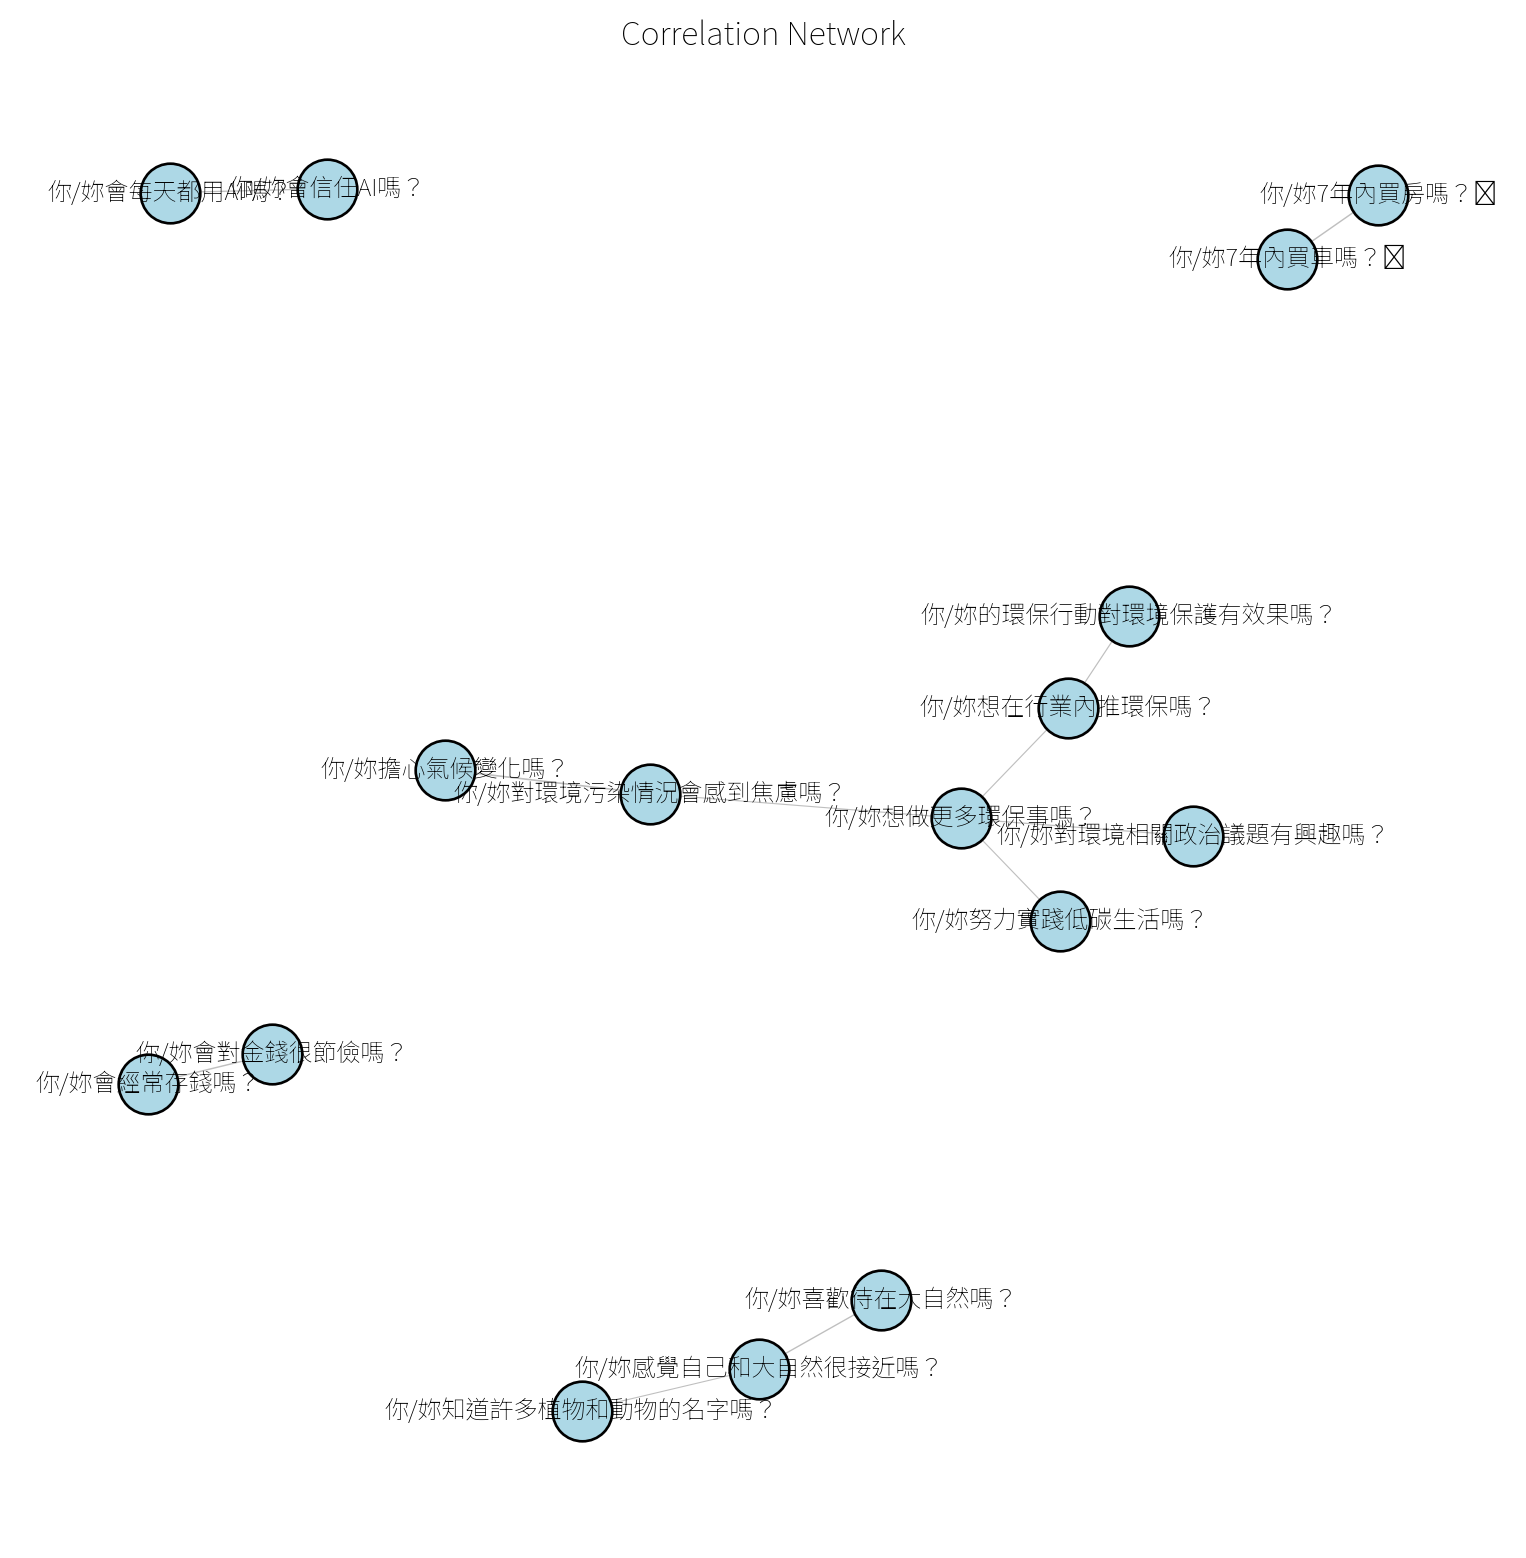 Correlation Network
你/妳會每天都用AI嗎？
你/妳會信任AI嗎？
你/妳7年內買房嗎？
你/妳7年內買車嗎？
你/妳的環保行動對環境保護有效果嗎？
你/妳想在行業內推環保嗎？
你/妳擔心氣候變化嗎？
你/妳對環境污染情況會感到焦慮嗎？
你/妳想做更多環保事嗎？
你/妳對環境相關政治議題有興趣嗎？
你/妳努力實踐低碳生活嗎？
你/妳會對金錢很節儉嗎？
你/妳會經常存錢嗎？
你/妳喜歡待在大自然嗎？
你/妳感覺自己和大自然很接近嗎？
你/妳知道許多植物和動物的名字嗎？